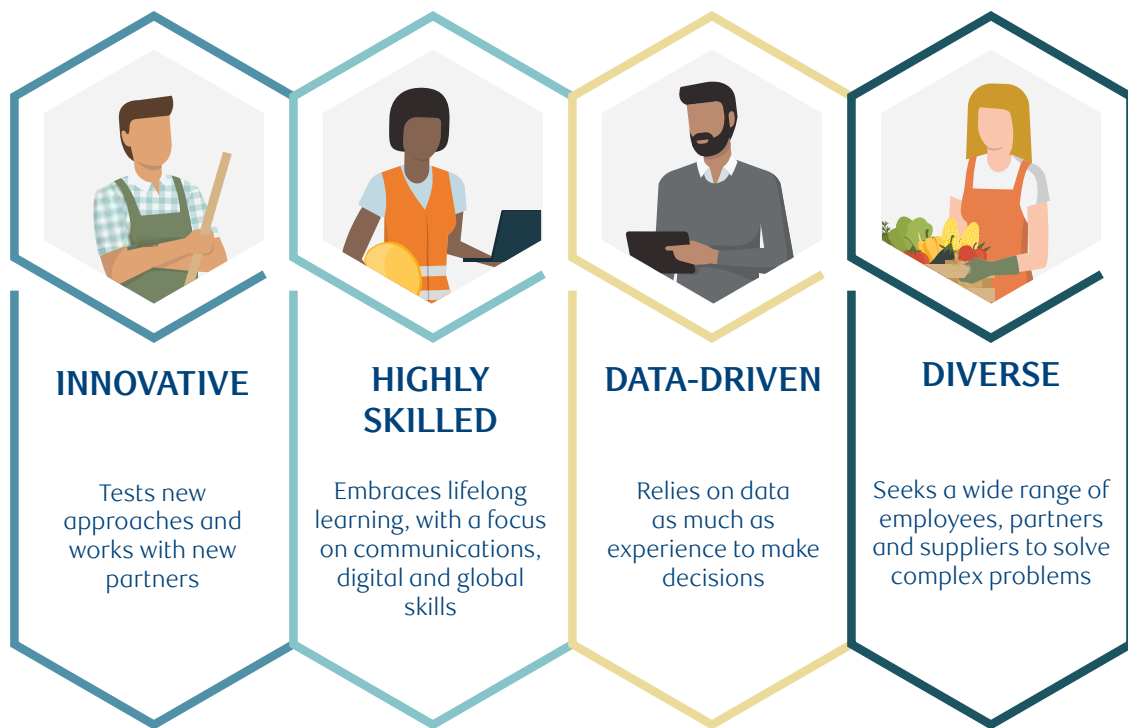 INNOVATIVE
Tests new
approaches and
works with new
partners
HIGHLY
SKILLED
Embraces lifelong
learning, with a focus
on communications,
digital and global
skills
DATA-DRIVEN
Relies on data
as much as
experience to make
decisions
DIVERSE
Seeks a wide range of
employees, partners
and suppliers to solve
complex problems